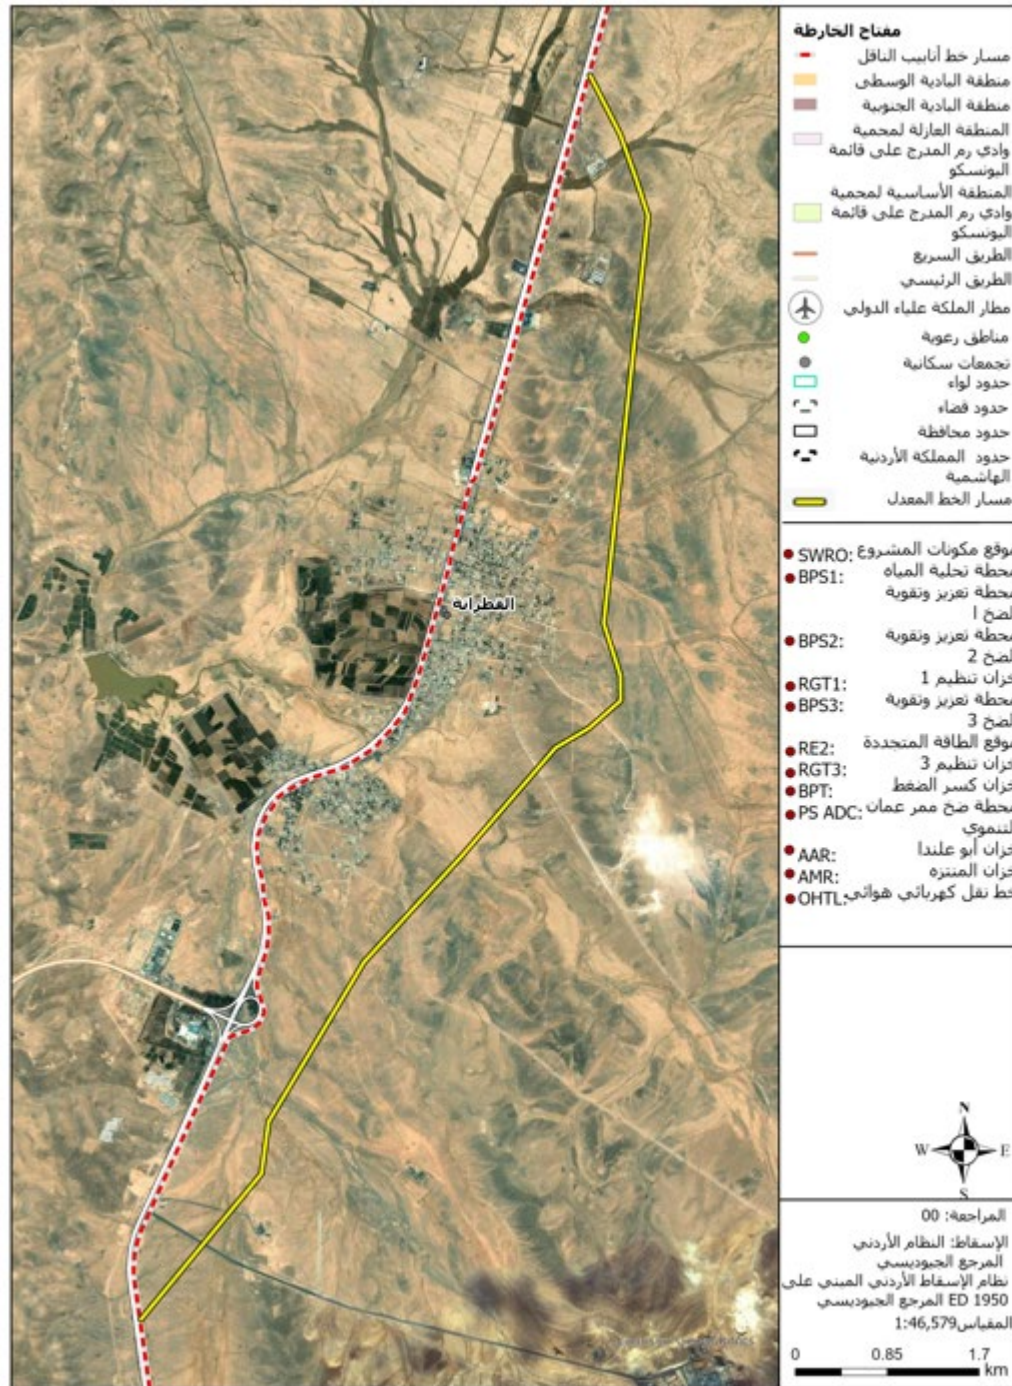 مفتاح الخارطة
مسار خط أنابيب الناقل
منطقة البادية الوسطى
منطقة البادية الجنوبية
المنطقة العازلة لمحمية
وادي رم المدرج على قائمة
اليونسكو
المنطقة الأساسية لمحمية
وادي رم المدرج على قائمة
اليونسكو
الطريق السريع
الطريق الرئيسي
مطار الملكة علياء الدولي
مناطق رعوية
تجمعات سكانية
حدود لواء
حدود قضاء
حدود محافظة
حدود المملكة الأردنية
الهاشمية
مسار الخط المعدل
موقع مكونات المشروع
SWRO: محطة تحلية المياه
BPS1: محطة تعزيز وتقوية
الضخ 1
BPS2: محطة تعزيز وتقوية
الضخ 2
RGT1: خزان تنظيم 1
BPS3: محطة تعزيز وتقوية
الضخ 3
RE2: موقع الطاقة المتجددة
RGT3: خزان تنظيم 3
BPT: خزان كسر الضغط
PS ADC: محطة ضخ ممر عمان
التنموي
AAR: خزان أبو علندا
AMR: خزان المنتزه
OHTL: خط نقل كهربائي هوائي
القطرانة
N
W E
S
المراجعة: 00
الإسقاط: النظام الأردني
المرجع الجيوديسي
نظام الإسقاط الأردني المبني على
ED 1950 المرجع الجيوديسي
المقياس 1:46,579
0 0.85 1.7
km